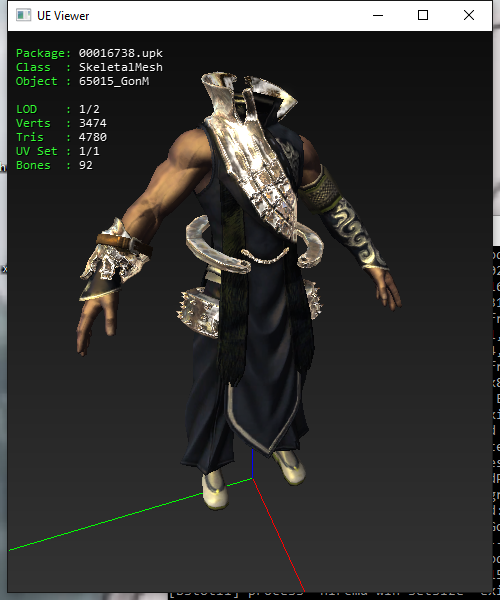 UE Viewer
Package: 00016738.upk
Class : SkeletalMesh
Object : 65015_GonM
LOD : 1/2
Verts : 3474
Tris : 4780
UV Set : 1/1
Bones : 92